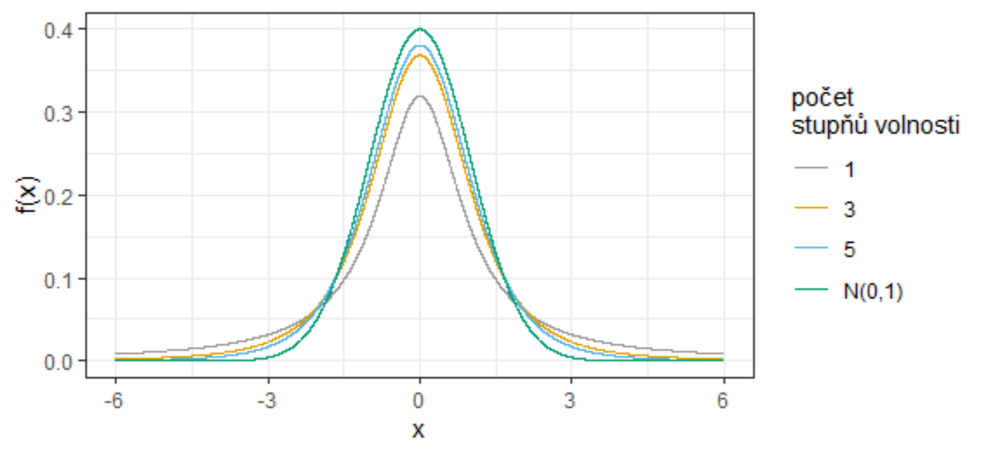 0.4
0.3
0.2
0.1
0.0
f(x)
-6 -3 0 3 6
x
počet
stupňů volnosti
1
3
5
N(0,1)